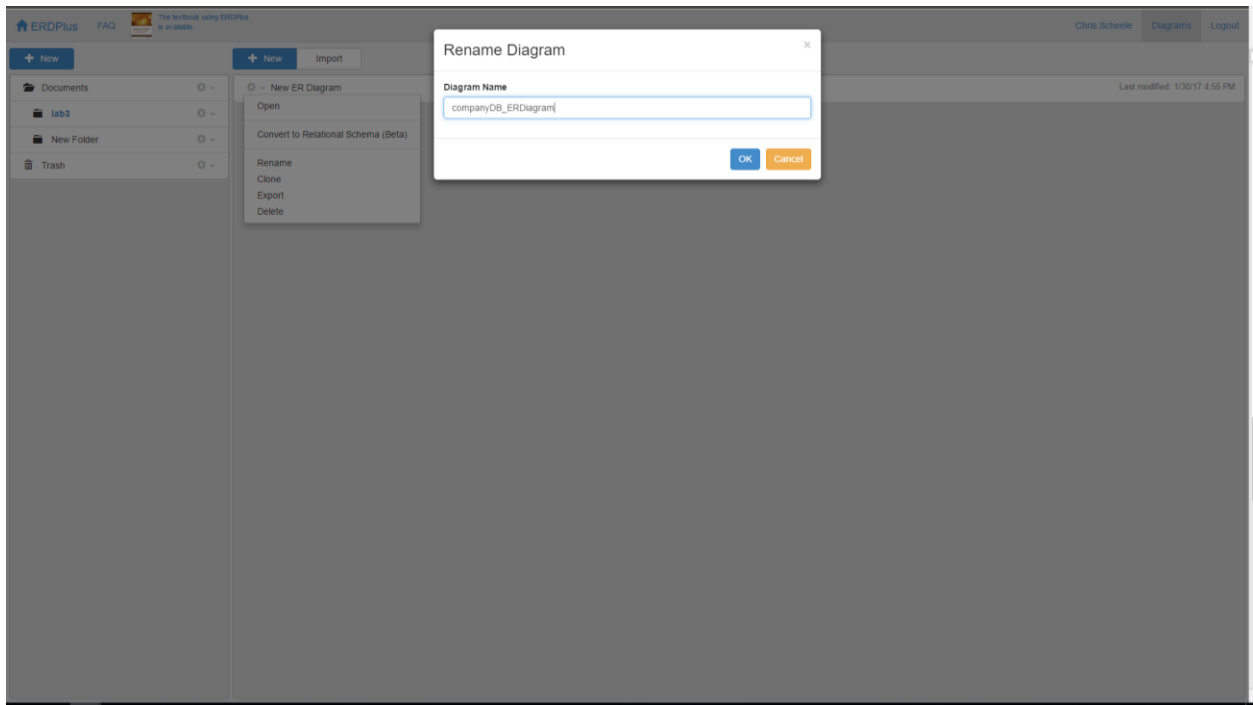 ERDPlus FAQ The textbook using ERDPlus
is available. Chris Scheele Diagrams Logout
Rename Diagram ×
+ New
+ New Import
Diagram Name
companyDB_ERDiagram
OK Cancel
Documents
lab3
New Folder
Trash
New ER Diagram Last modified: 1/30/17 4:55 PM
Open
Convert to Relational Schema (Beta)
Rename
Clone
Export
Delete